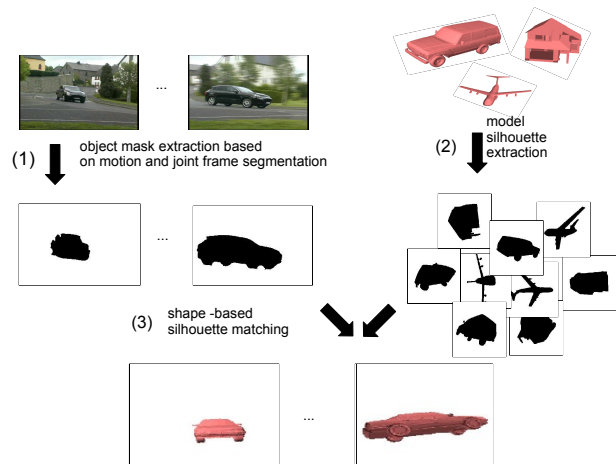 ...
model
(2)
silhouette
extraction
(1)
object mask extraction based
on motion and joint frame segmentation
...
(3)
shape -based
silhouette matching
...